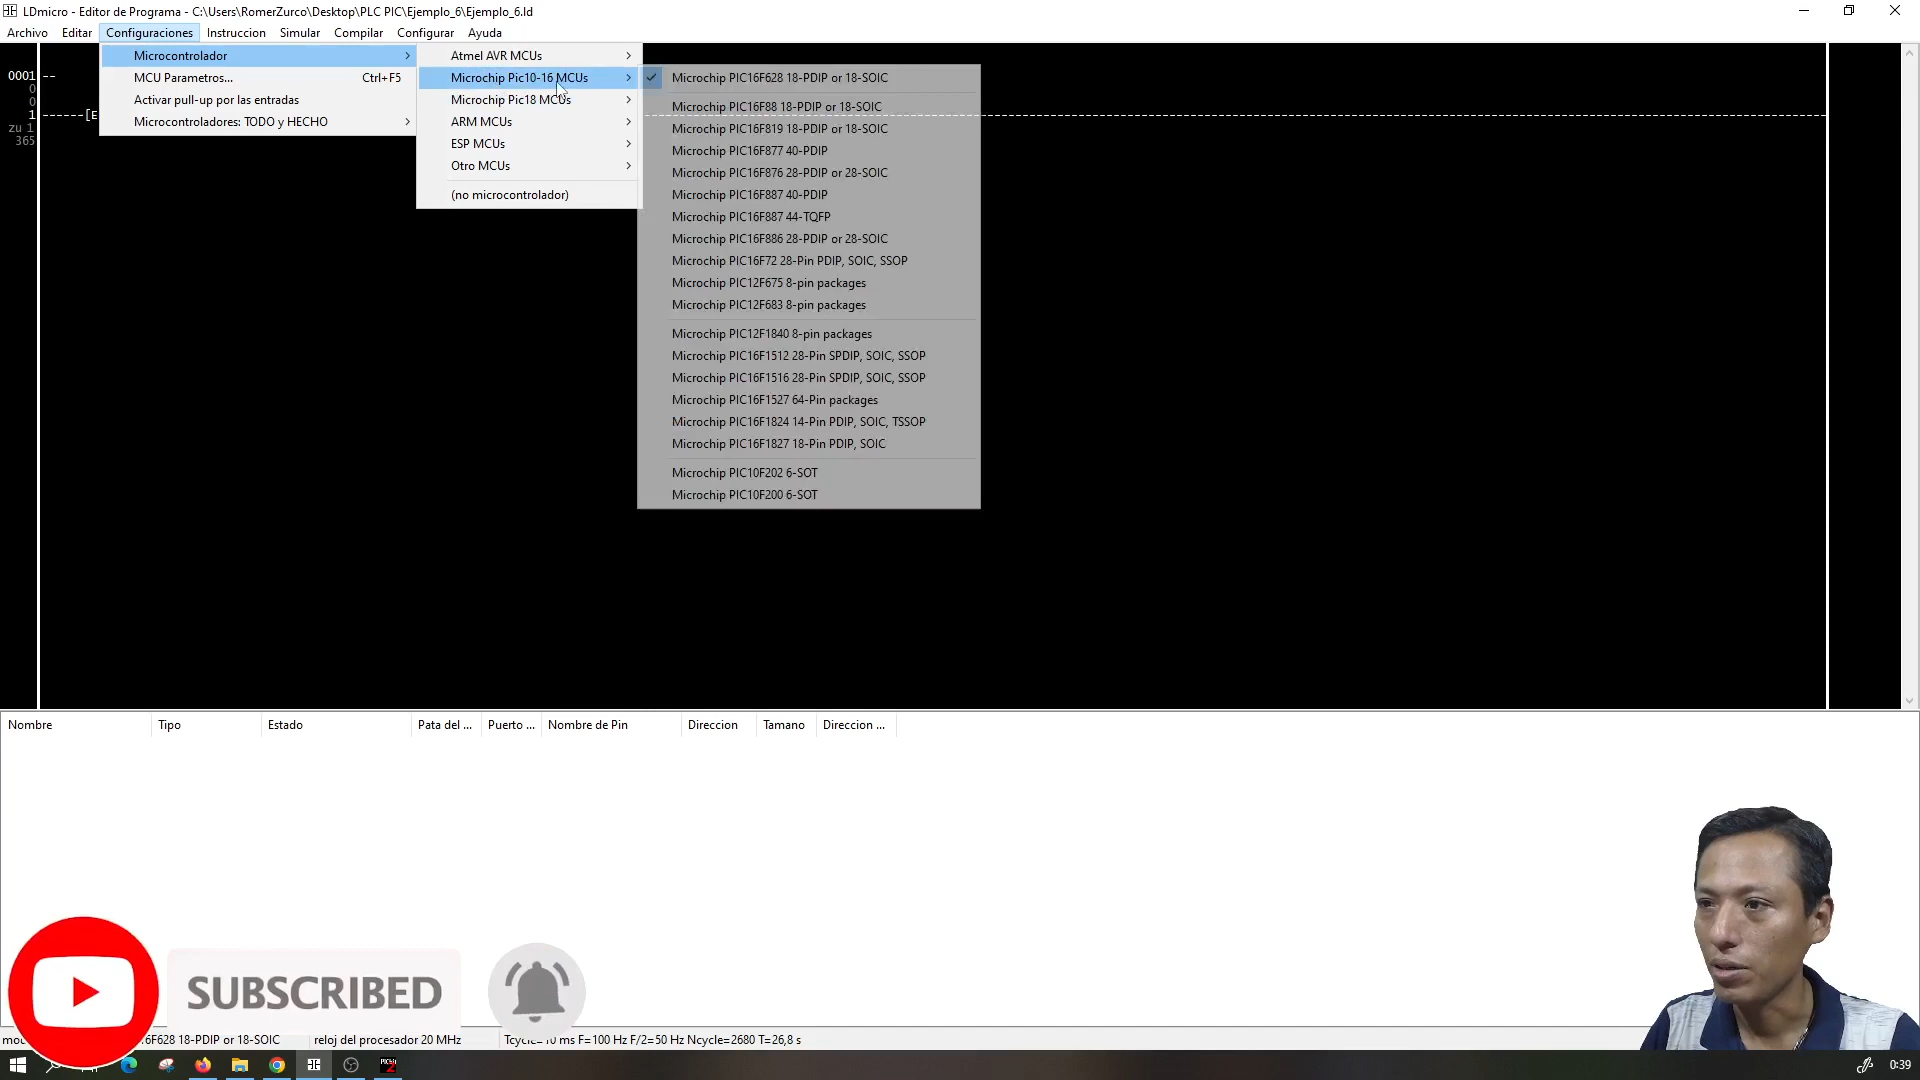 LDmicro - Editor de Programa - C:\Users\RomerZurco\Desktop\PLC PIC\Ejemplo_6\Ejemplo_6.ld
Archivo Editar Configuraciones Instruccion Simular Compilar Configurar Ayuda
Microcontrolador
MCU Parametros... Ctrl+F5
Activar pull-up por las entradas
Microcontroladores: TODO y HECHO
Atmel AVR MCUs
Microchip Pic10-16 MCUs
Microchip Pic18 MCUs
ARM MCUs
ESP MCUs
Otro MCUs
(no microcontrolador)
Microchip PIC16F628 18-PDIP or 18-SOIC
Microchip PIC16F88 18-PDIP or 18-SOIC
Microchip PIC16F819 18-PDIP or 18-SOIC
Microchip PIC16F877 40-PDIP
Microchip PIC16F876 28-PDIP or 28-SOIC
Microchip PIC16F887 40-PDIP
Microchip PIC16F887 44-TQFP
Microchip PIC16F886 28-PDIP or 28-SOIC
Microchip PIC16F72 28-Pin PDIP, SOIC, SSOP
Microchip PIC12F675 8-pin packages
Microchip PIC12F683 8-pin packages
Microchip PIC12F1840 8-pin packages
Microchip PIC16F1512 28-Pin SPDIP, SOIC, SSOP
Microchip PIC16F1516 28-Pin SPDIP, SOIC, SSOP
Microchip PIC16F1527 64-Pin packages
Microchip PIC16F1824 14-Pin PDIP, SOIC, TSSOP
Microchip PIC16F1827 18-Pin PDIP, SOIC
Microchip PIC10F202 6-SOT
Microchip PIC10F200 6-SOT
0001 --
0
0
1 ------[E
zu 1
365
Nombre Tipo Estado Pata del ... Puerto ... Nombre de Pin Direccion Tamano Direccion ...
SUBSCRIBED
16F628 18-PDIP or 18-SOIC reloj del procesador 20 MHz Tcycle=10 ms F=100 Hz F/2=50 Hz Ncycle=2680 T=26,8 s
0:39